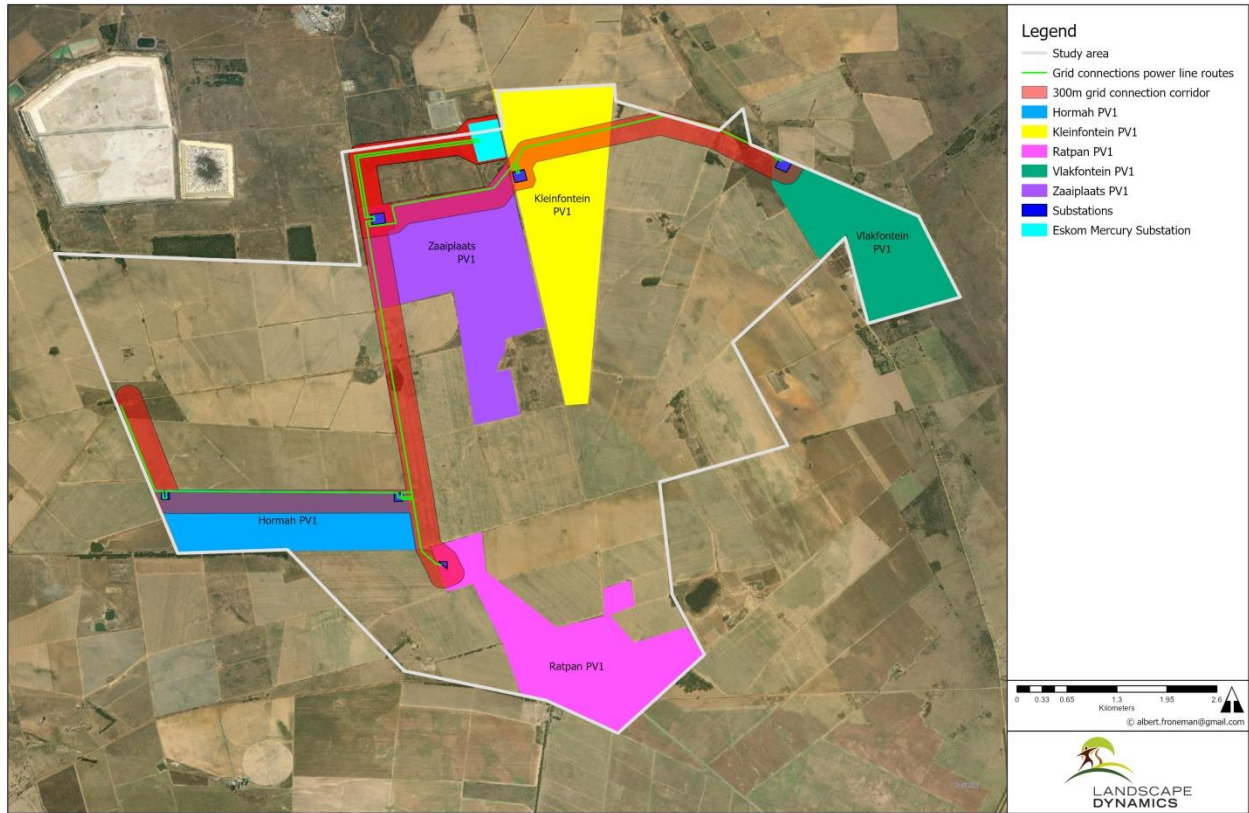 Kleinfontein
PV1
Zaaiplaats
PV1
Vlakfontein
PV1
Hormah PV1
Ratpan PV1
Legend
Study area
Grid connections power line routes
300m grid connection corridor
Hormah PV1
Kleinfontein PV1
Ratpan PV1
Vlakfontein PV1
Zaaiplaats PV1
Substations
Eskom Mercury Substation
0 0.33 0.65 1.3 1.95 2.6
Kilometers
© albert.froneman@gmail.com
LANDSCAPE
DYNAMICS